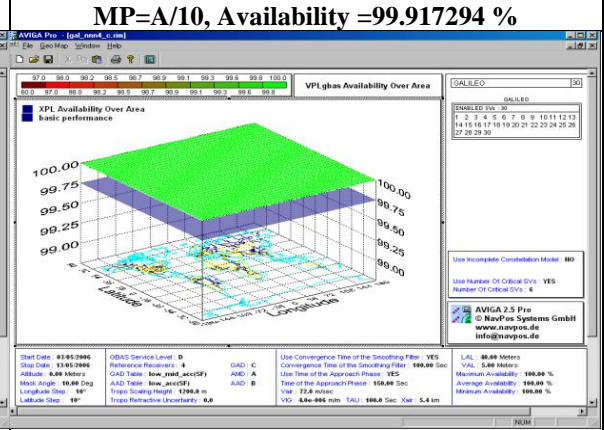 MP=A/10, Availability =99.917294 %
AVIGA Pro - [gal_nnn4_c.rim]
File Geo Map Window Help
97.0 98.0 98.2 98.5 98.7 98.9 99.1 99.3 99.6 99.8 100.0
VPLgbas Availability Over Area
GALILEO 30
GALILEO
ENABLED SVs : 30
1 2 3 4 5 6 7 8 9 10 11 12 13
14 15 16 17 18 19 20 21 22 23 24 25 26
27 28 29 30
XPL Availability Over Area
basic performance
100.00
99.75
99.50
99.25
99.00
100.00
99.75
99.50
99.25
99.00
Latitude
Longitude
Use Incomplete Constellation Model : NO
Use Number Of Critical SVs : YES
Number Of Critical SVs : 6
AVIGA 2.5 Pro
© NavPos Systems GmbH
www.navpos.de
info@navpos.de
Start Date : 03/05/2006
Stop Date : 13/05/2006
Altitude : 0.00 Meters
Mask Angle : 10.00 Deg
Longitude Step : 10°
Latitude Step : 10°
GBAS Service Level : D
Reference Receivers : 4
GAD : C
GAD Table : low_mid_acc(SF)
AMD : A
AAD Table : low_acc(SF)
AAD : B
Tropo Scaling Height : 1200.0 m
Tropo Refractive Uncertainty : 0.0
Use Convergence Time of the Smoothing Filter : YES
Convergence Time of the Smoothing Filter : 100.00 Sec
Use Time of the Approach Phase : YES
Time of the Approach Phase : 150.00 Sec
Vair : 72.0 m/sec
VIG : 4.0e-006 m/m TAU : 100.0 Sec Xair : 5.4 km
LAL : 40.00 Meters
VAL : 5.00 Meters
Maximum Availability : 100.00 %
Average Availability : 100.00 %
Minimum Availability : 100.00 %
NUM